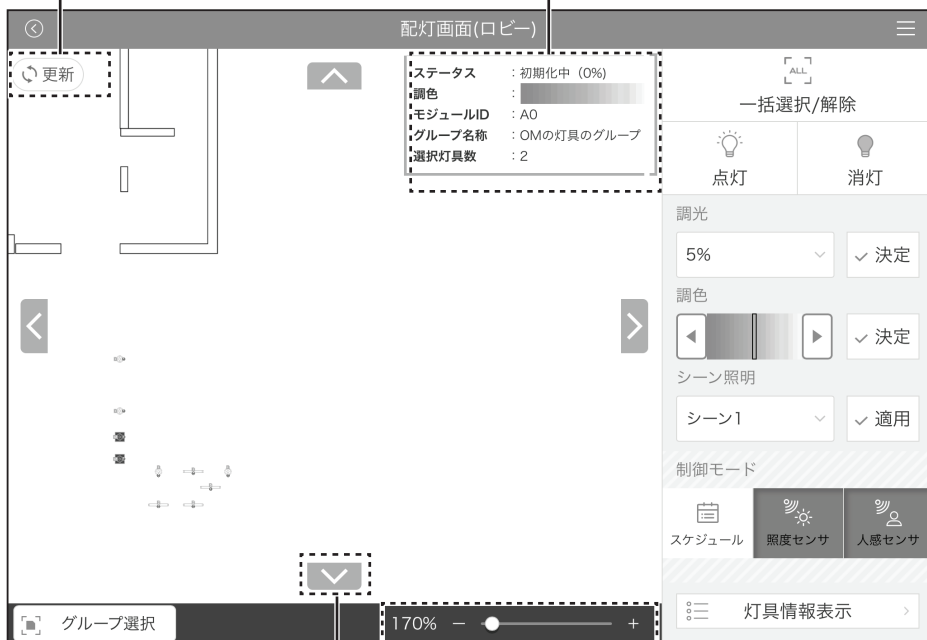 配灯画面(ロビー)
更新
ステータス : 初期化中 (0%)
調色 :
モジュールID : A0
グループ名称 : OMの灯具のグループ
選択灯具数 : 2
ALL
一括選択/解除
点灯 消灯
調光
5% 決定
調色
決定
シーン照明
シーン1 適用
制御モード
スケジュール 照度センサ 人感センサ
グループ選択
170% − +
灯具情報表示